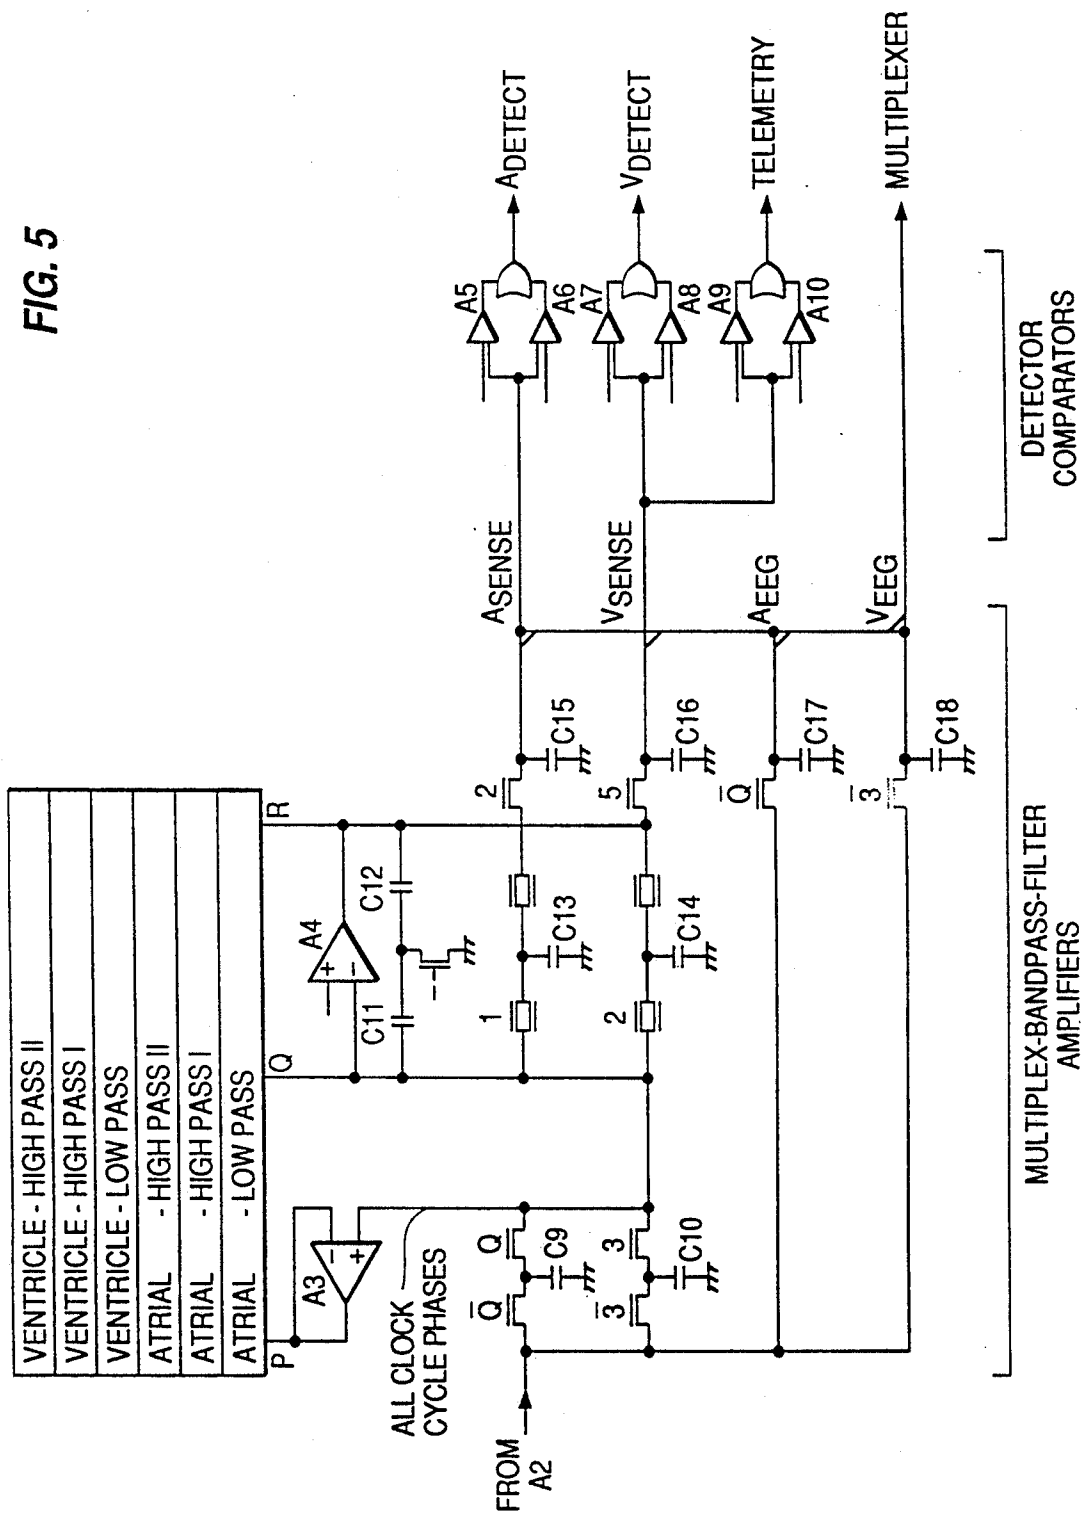 FIG. 5
VENTRICLE - HIGH PASS II
VENTRICLE - HIGH PASS I
VENTRICLE - LOW PASS
ATRIAL - HIGH PASS II
ATRIAL - HIGH PASS I
ATRIAL - LOW PASS
P
Q
R
A3
-
+
A4
+
-
C11
C12
ALL CLOCK
CYCLE PHASES
FROM
A2
Q̅
Q
C9
3̅
3
C10
1
C13
2
C14
2
C15
5
C16
Q̅
C17
3̅
C18
ASENSE
VSENSE
AEEG
VEEG
A5
A6
A7
A8
A9
A10
ADETECT
VDETECT
TELEMETRY
MULTIPLEXER
MULTIPLEX-BANDPASS-FILTER
AMPLIFIERS
DETECTOR
COMPARATORS